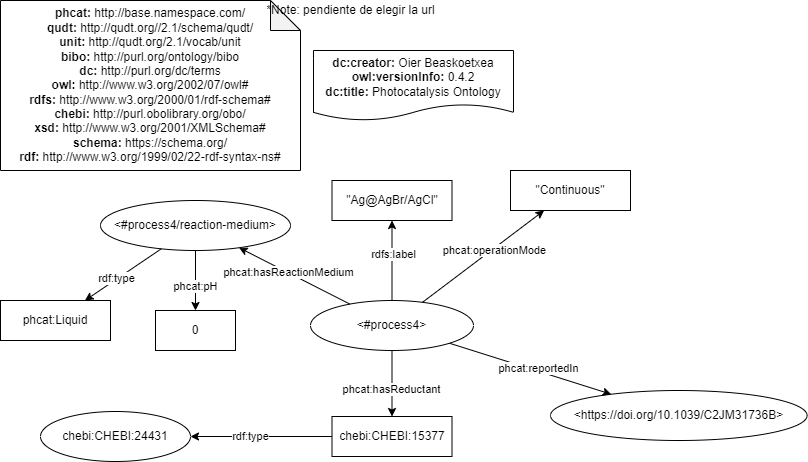 phcat: http://base.namespace.com/
*Note: pendiente de elegir la url
qudt: http://qudt.org//2.1/schema/qudt/
unit: http://qudt.org/2.1/vocab/unit
bibo: http://purl.org/ontology/bibo
dc: http://purl.org/dc/terms
owl: http://www.w3.org/2002/07/owl#
rdfs: http://www.w3.org/2000/01/rdf-schema#
chebi: http://purl.obolibrary.org/obo/
xsd: http://www.w3.org/2001/XMLSchema#
schema: https://schema.org/
rdf: http://www.w3.org/1999/02/22-rdf-syntax-ns#
dc:creator: Oier Beaskoetxea
owl:versionInfo: 0.4.2
dc:title: Photocatalysis Ontology
"Ag@AgBr/AgCl"
"Continuous"
<#process4/reaction-medium>
rdfs:label
phcat:operationMode
rdf:type
phcat:pH
phcat:hasReactionMedium
phcat:Liquid
0
<#process4>
phcat:reportedIn
phcat:hasReductant
<https://doi.org/10.1039/C2JM31736B>
chebi:CHEBI:24431
rdf:type
chebi:CHEBI:15377